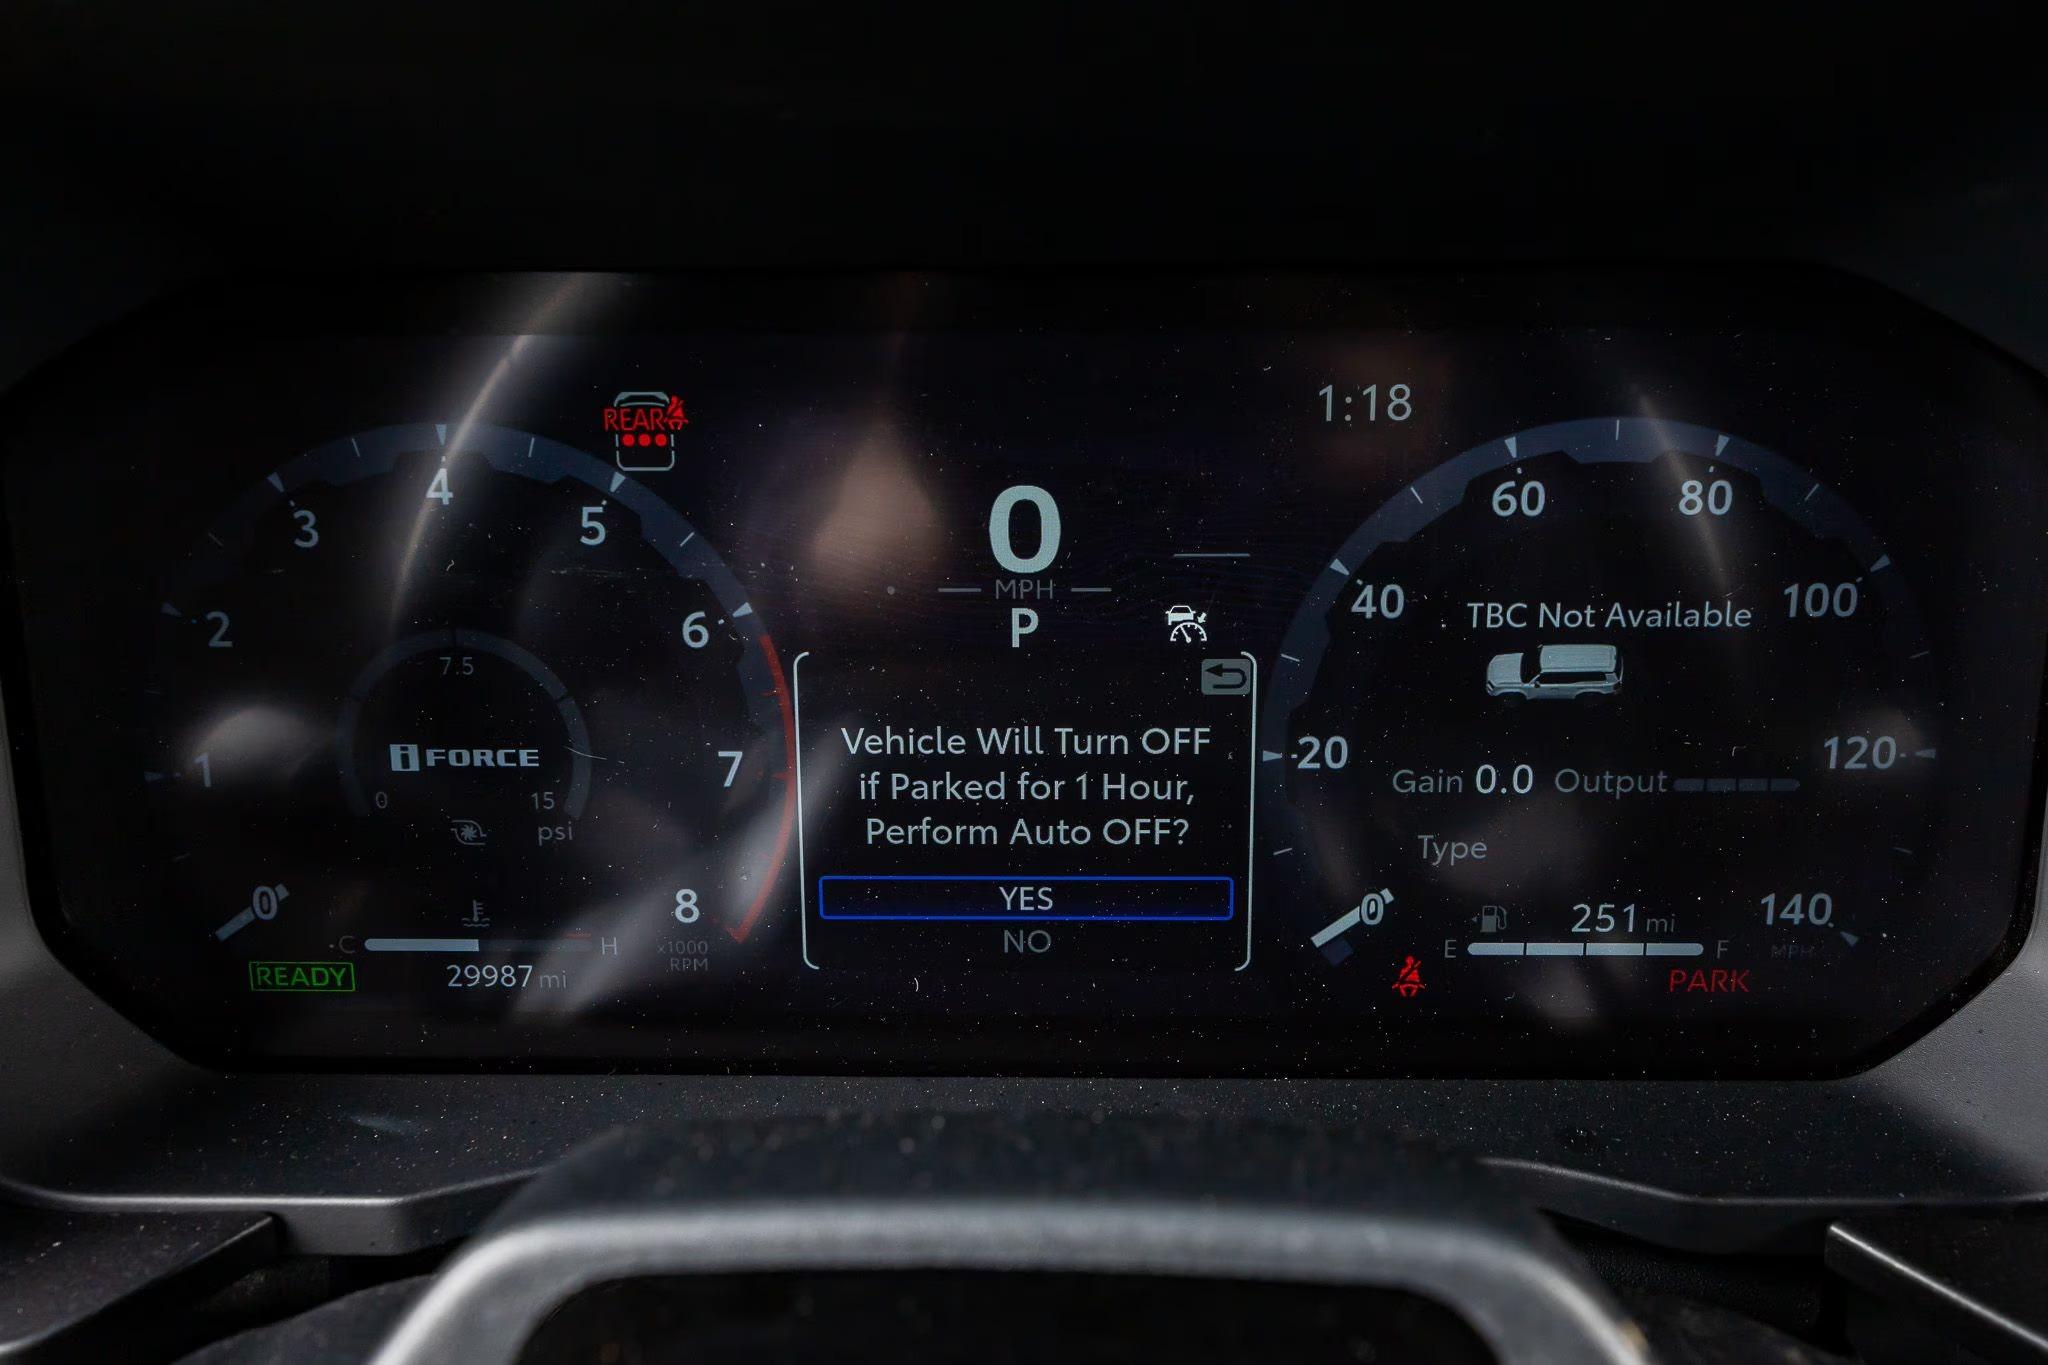 REAR
1:18
0
MPH
P
1
2
3
4
5
6
7
8
0
x1000
RPM
7.5
i FORCE
0
15
psi
C
H
READY
29987 mi
Vehicle Will Turn OFF
if Parked for 1 Hour,
Perform Auto OFF?
YES
NO
0
20
40
60
80
100
120
140
MPH
TBC Not Available
Gain 0.0 Output
Type
251 mi
E
F
PARK